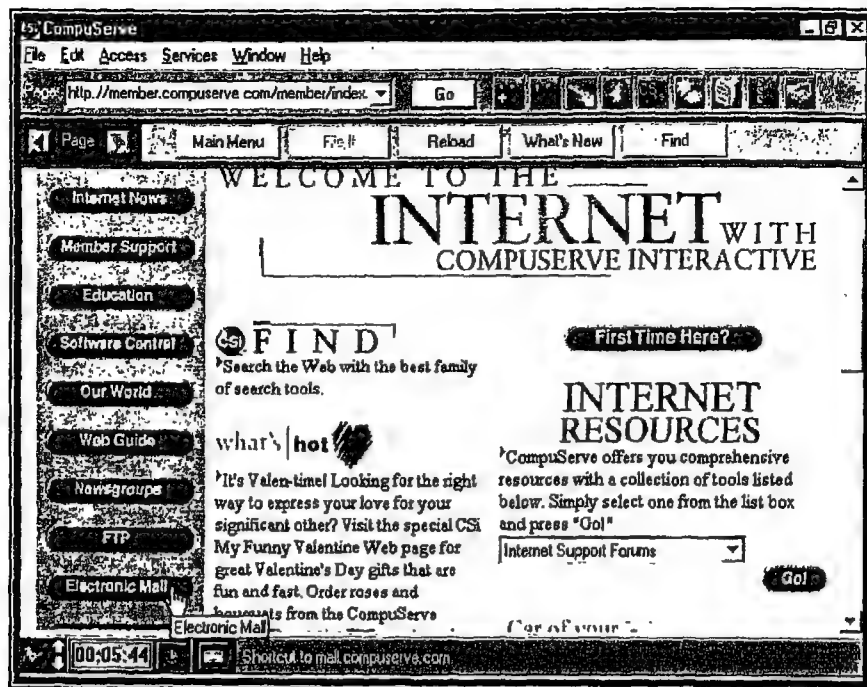 CompuServe
File Edit Access Services Window Help
http://member.compuserve.com/member/index. Go
Page Main Menu File It Reload What's New Find
Internet News
Member Support
Education
Software Central
Our World
Web Guide
Newsgroups
FTP
Electronic Mail
WELCOME TO THE
INTERNET WITH
COMPUSERVE INTERACTIVE
CSi FIND
Search the Web with the best family
of search tools.
what's hot
It's Valen-time! Looking for the right
way to express your love for your
significant other? Visit the special CSi
My Funny Valentine Web page for
great Valentine's Day gifts that are
fun and fast. Order roses and
bouquets from the CompuServe
First Time Here?
INTERNET
RESOURCES
CompuServe offers you comprehensive
resources with a collection of tools listed
below. Simply select one from the list box
and press "Go!"
Internet Support Forums
Go!
Electronic Mail
00:05:44 Shortcut to mail.compuserve.com